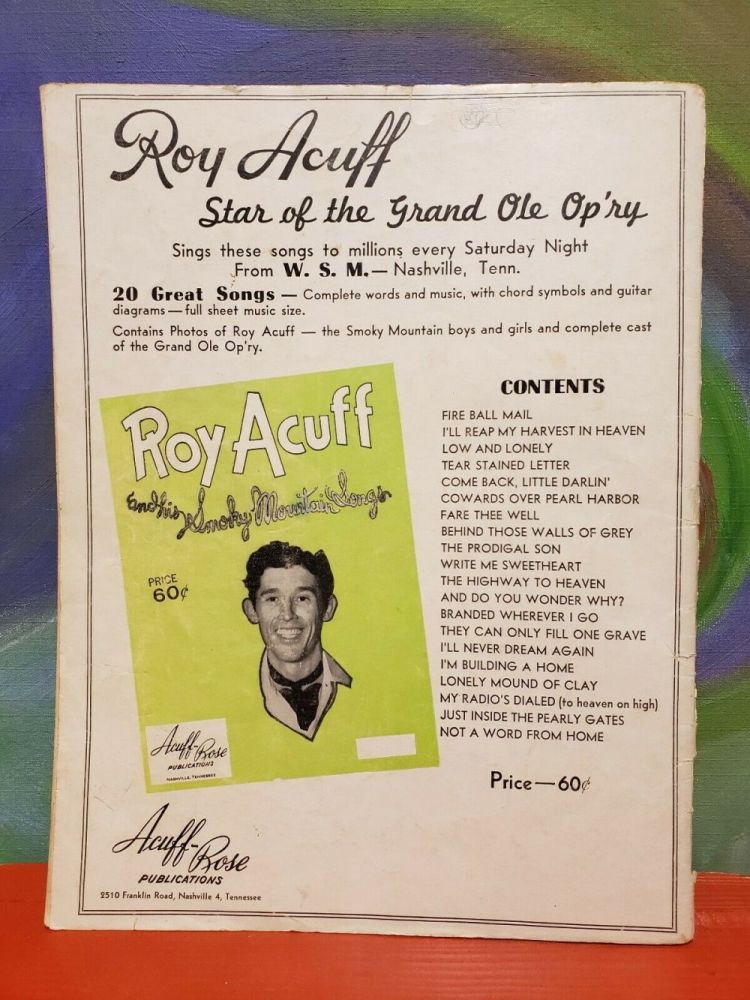 Roy Acuff
Star of the Grand Ole Op'ry
Sings these songs to millions every Saturday Night
From W. S. M. — Nashville, Tenn.
20 Great Songs — Complete words and music, with chord symbols and guitar
diagrams — full sheet music size.
Contains Photos of Roy Acuff — the Smoky Mountain boys and girls and complete cast
of the Grand Ole Op'ry.
Roy Acuff
and his Smoky Mountain Songs
PRICE
60¢
Acuff-Rose
PUBLICATIONS
NASHVILLE, TENNESSEE
CONTENTS
FIRE BALL MAIL
I'LL REAP MY HARVEST IN HEAVEN
LOW AND LONELY
TEAR STAINED LETTER
COME BACK, LITTLE DARLIN'
COWARDS OVER PEARL HARBOR
FARE THEE WELL
BEHIND THOSE WALLS OF GREY
THE PRODIGAL SON
WRITE ME SWEETHEART
THE HIGHWAY TO HEAVEN
AND DO YOU WONDER WHY?
BRANDED WHEREVER I GO
THEY CAN ONLY FILL ONE GRAVE
I'LL NEVER DREAM AGAIN
I'M BUILDING A HOME
LONELY MOUND OF CLAY
MY RADIO'S DIALED (to heaven on high)
JUST INSIDE THE PEARLY GATES
NOT A WORD FROM HOME
Price — 60¢
Acuff-Rose
PUBLICATIONS
2510 Franklin Road, Nashville 4, Tennessee